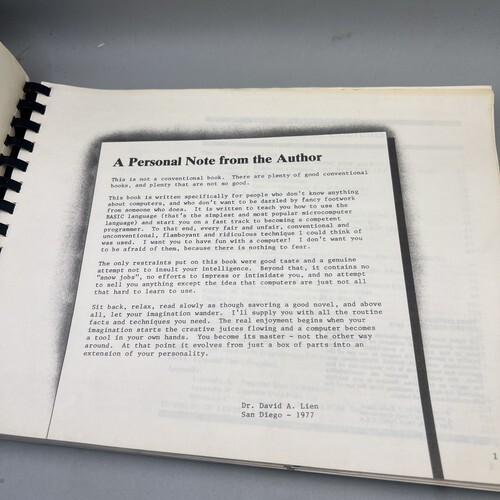 A Personal Note from the Author
This is not a conventional book. There are plenty of good conventional
books, and plenty that are not so good.
This book is written specifically for people who don't know anything
about computers, and who don't want to be dazzled by fancy footwork
from someone who does. It is written to teach you how to use the
BASIC language (that's the simplest and most popular microcomputer
language) and start you on a fast track to becoming a competent
programmer. To that end, every fair and unfair, conventional and
unconventional, flamboyant and ridiculous technique I could think of
was used. I want you to have fun with a computer! I don't want you
to be afraid of them, because there is nothing to fear.
The only restraints put on this book were good taste and a genuine
attempt not to insult your intelligence. Beyond that, it contains no
"snow jobs", no efforts to impress or intimidate you, and no attempt
to sell you anything except the idea that computers are just not all
that hard to learn to use.
Sit back, relax, read slowly as though savoring a good novel, and above
all, let your imagination wander. I'll supply you with all the routine
facts and techniques you need. The real enjoyment begins when your
imagination starts the creative juices flowing and a computer becomes
a tool in your own hands. You become its master - not the other way
around. At that point it evolves from just a box of parts into an
extension of your personality.
Dr. David A. Lien
San Diego - 1977
1